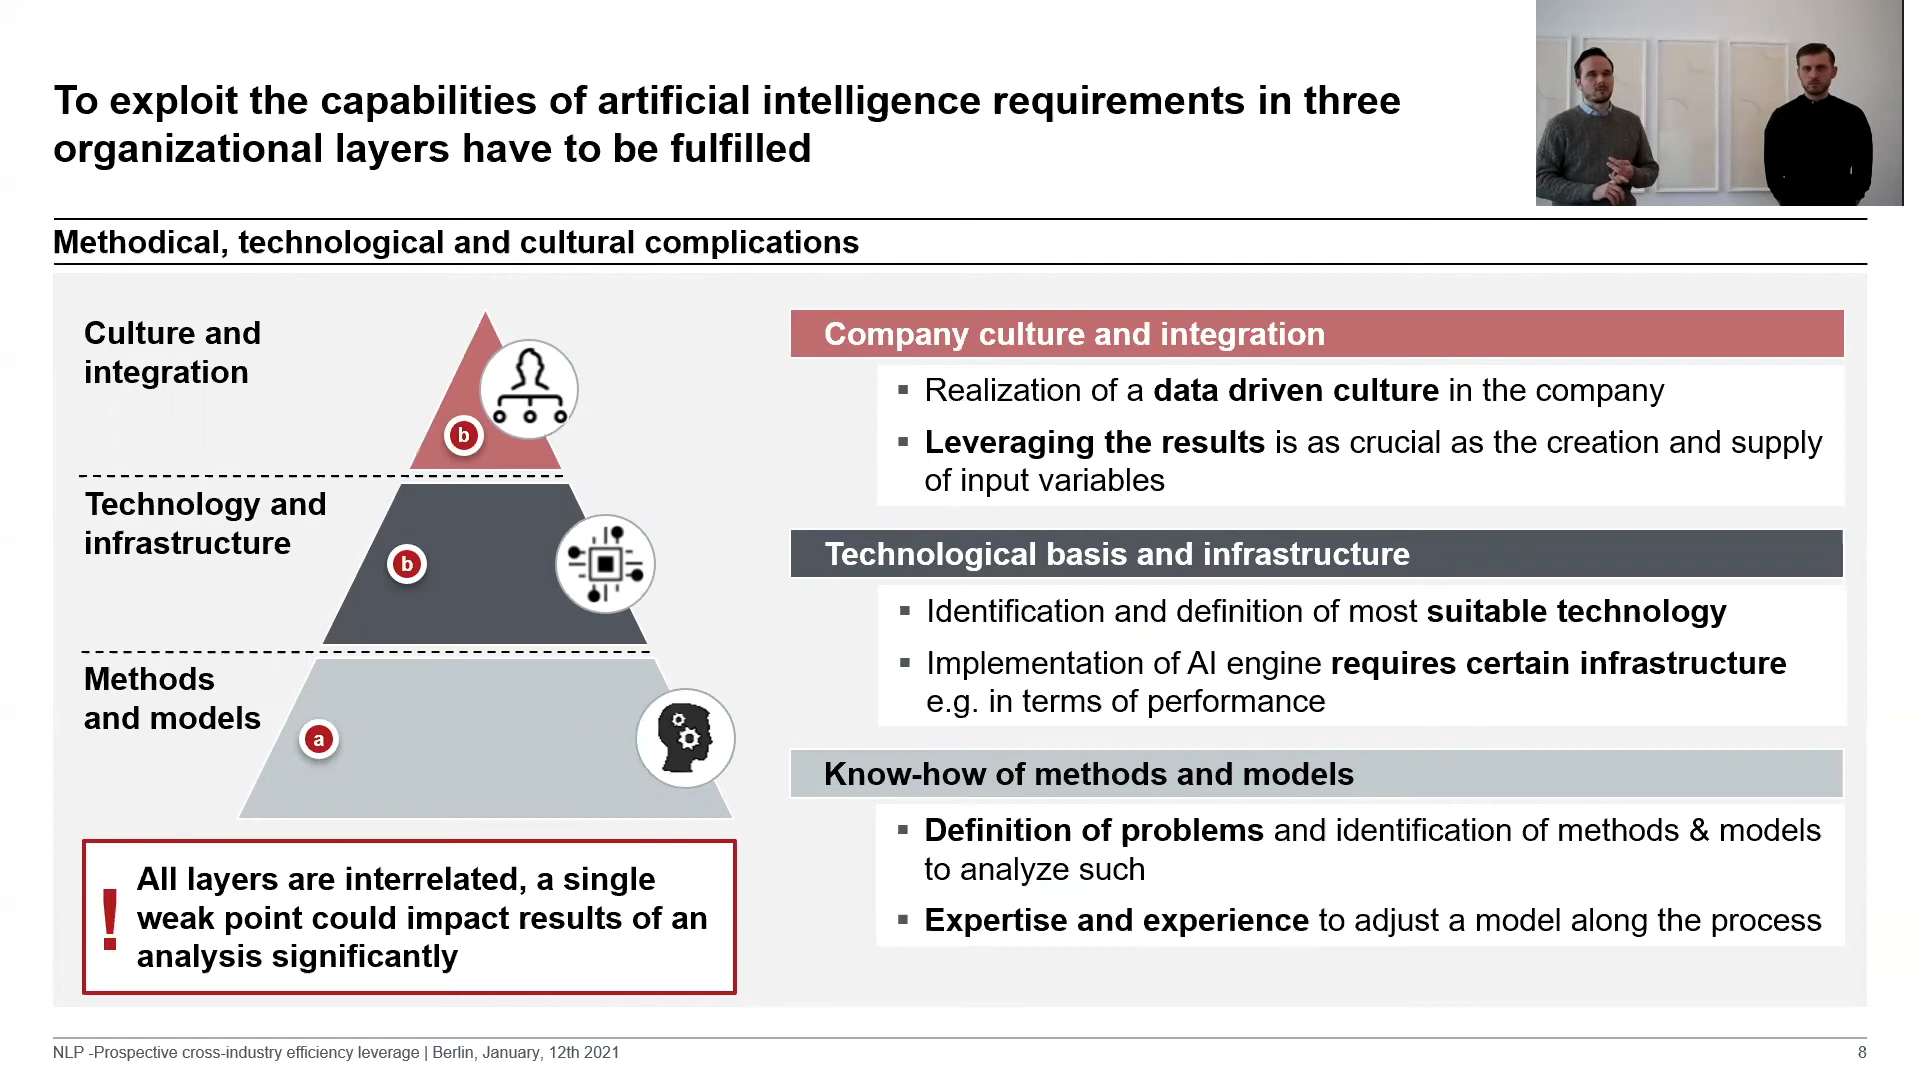 To exploit the capabilities of artificial intelligence requirements in three
organizational layers have to be fulfilled
Methodical, technological and cultural complications
Culture and
integration
b
Technology and
infrastructure
b
Methods
and models
a
! All layers are interrelated, a single
weak point could impact results of an
analysis significantly
Company culture and integration
▪ Realization of a data driven culture in the company
▪ Leveraging the results is as crucial as the creation and supply
of input variables
Technological basis and infrastructure
▪ Identification and definition of most suitable technology
▪ Implementation of AI engine requires certain infrastructure
e.g. in terms of performance
Know-how of methods and models
▪ Definition of problems and identification of methods & models
to analyze such
▪ Expertise and experience to adjust a model along the process
NLP -Prospective cross-industry efficiency leverage | Berlin, January, 12th 2021
8